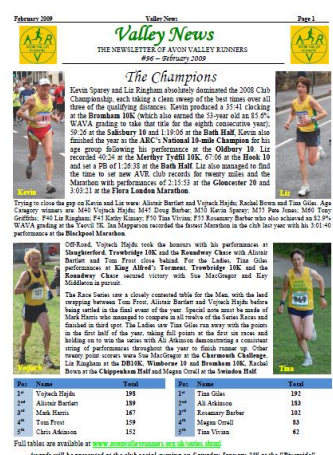 February 2009 Valley News Page 1
Valley News
THE NEWSLETTER OF AVON VALLEY RUNNERS
#96 – February 2009
The Champions
Kevin Sparey and Liz Ringham absolutely dominated the 2008 Club
Championship, each taking a clean sweep of the best times over all
three of the qualifying distances. Kevin produced a 35:41 clocking
at the Bromham 10K (which also earned the 53-year old an 85.6%
WAVA grading to take that title for the eighth consecutive year);
59:26 at the Salisbury 10 and 1:19:06 at the Bath Half, Kevin also
finished the year as the ARC's National 10-mile Champion for his
age group following his performance at the Oldbury 10. Liz
recorded 40:24 at the Merthyr Tydfil 10K, 67:06 at the Hook 10
and set a PB of 1:26:38 at the Bath Half. Liz also managed to find
the time to set new AVR club records for twenty miles and the
Marathon with performances of 2:15:53 at the Gloucester 20 and
3:03:21 at the Flora London Marathon.
Kevin
Liz
Trying to close the gap on Kevin and Liz were: Alistair Bartlett and Vojtech Hajdu; Rachel Bown and Tina Giles. Age
Category winners were: M40 Vojtech Hajdu; M45 Doug Barber; M50 Kevin Sparey; M55 Pete Jones; M60 Tony
Griffiths; F40 Liz Ringham; F45 Kathy Kinsey; F50 Tina Vivian; F55 Rosemary Barber who also achieved an 82.9%
WAVA grading at the Yeovil 5K. Ian Mapperson recorded the fastest Marathon in the club last year with his 3:01:40
performance at the Blackpool Marathon.
Off-Road, Vojtech Hajdu took the honours with his performances at
Slaughterford, Trowbridge 10K and the Roundway Chase with Alistair
Bartlett and Tom Prost close behind. For the Ladies, Tina Giles
performances at King Alfred's Torment, Trowbridge 10K and the
Roundway Chase secured victory with Sue MacGregor and Key
Middleton in pursuit.
The Race Series saw a closely contested table for the Men, with the lead
swapping between Tom Prost, Alistair Bartlett and Vojtech Hajdu before
being settled in the final event of the year. Special note must be made of
Mark Harris who managed to compete in all twelve of the Series Races and
finished in third spot. The Ladies saw Tina Giles run away with the points
in the first half of the year, taking full points at the first six races and
holding on to win the series with Ali Atkinson demonstrating a consistent
string of performances throughout the year to finish runner up. Other
twenty point scorers were Sue MacGregor at the Charmouth Challenge,
Liz Ringham at the DB10K, Wimborne 10 and Bromham 10K, Rachel
Bown at the Chippenham Half and Megan Orrell at the Swindon Half.
Vojtech
Tina
Pos Name Total
1st Vojtech Hajdu 198
2nd Alistair Bartlett 189
3rd Mark Harris 167
4th Tom Prost 159
5th Chris Atkinson 152
Pos Name Total
1st Tina Giles 192
2nd Ali Atkinson 183
3rd Rosemary Barber 102
4th Megan Orrell 83
5th Tina Vivian 62
Full tables are available at www.avonvalleyrunners.org.uk/series.shtml